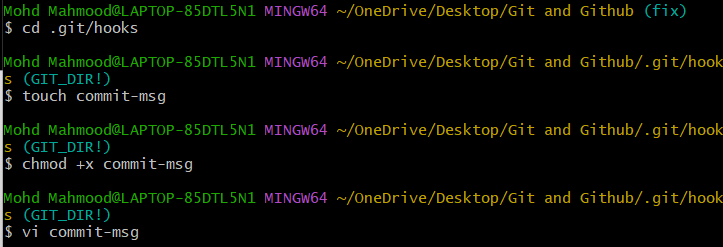 Mohd Mahmood@LAPTOP-85DTL5N1 MINGW64 ~/OneDrive/Desktop/Git and Github (fix)
$ cd .git/hooks
Mohd Mahmood@LAPTOP-85DTL5N1 MINGW64 ~/OneDrive/Desktop/Git and Github/.git/hook
s (GIT_DIR!)
$ touch commit-msg
Mohd Mahmood@LAPTOP-85DTL5N1 MINGW64 ~/OneDrive/Desktop/Git and Github/.git/hook
s (GIT_DIR!)
$ chmod +x commit-msg
Mohd Mahmood@LAPTOP-85DTL5N1 MINGW64 ~/OneDrive/Desktop/Git and Github/.git/hook
s (GIT_DIR!)
$ vi commit-msg